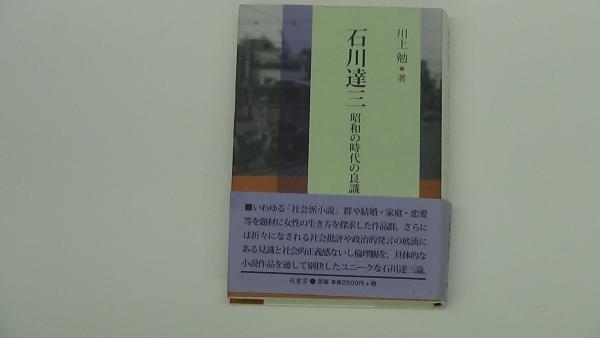 川上 勉●著
石川達三
昭和の時代の良識
■いわゆる「社会派小説」群や結婚・家庭・恋愛
等を題材に女性の生き方を探求した作品群、さらに
は折々になされる社会批評や政治的発言の底流に
ある見識と社会的正義感ないし倫理観を、具体的な
小説作品を通して剔抉したユニークな石川達三論。
萌書房●定価 本体2500円+税